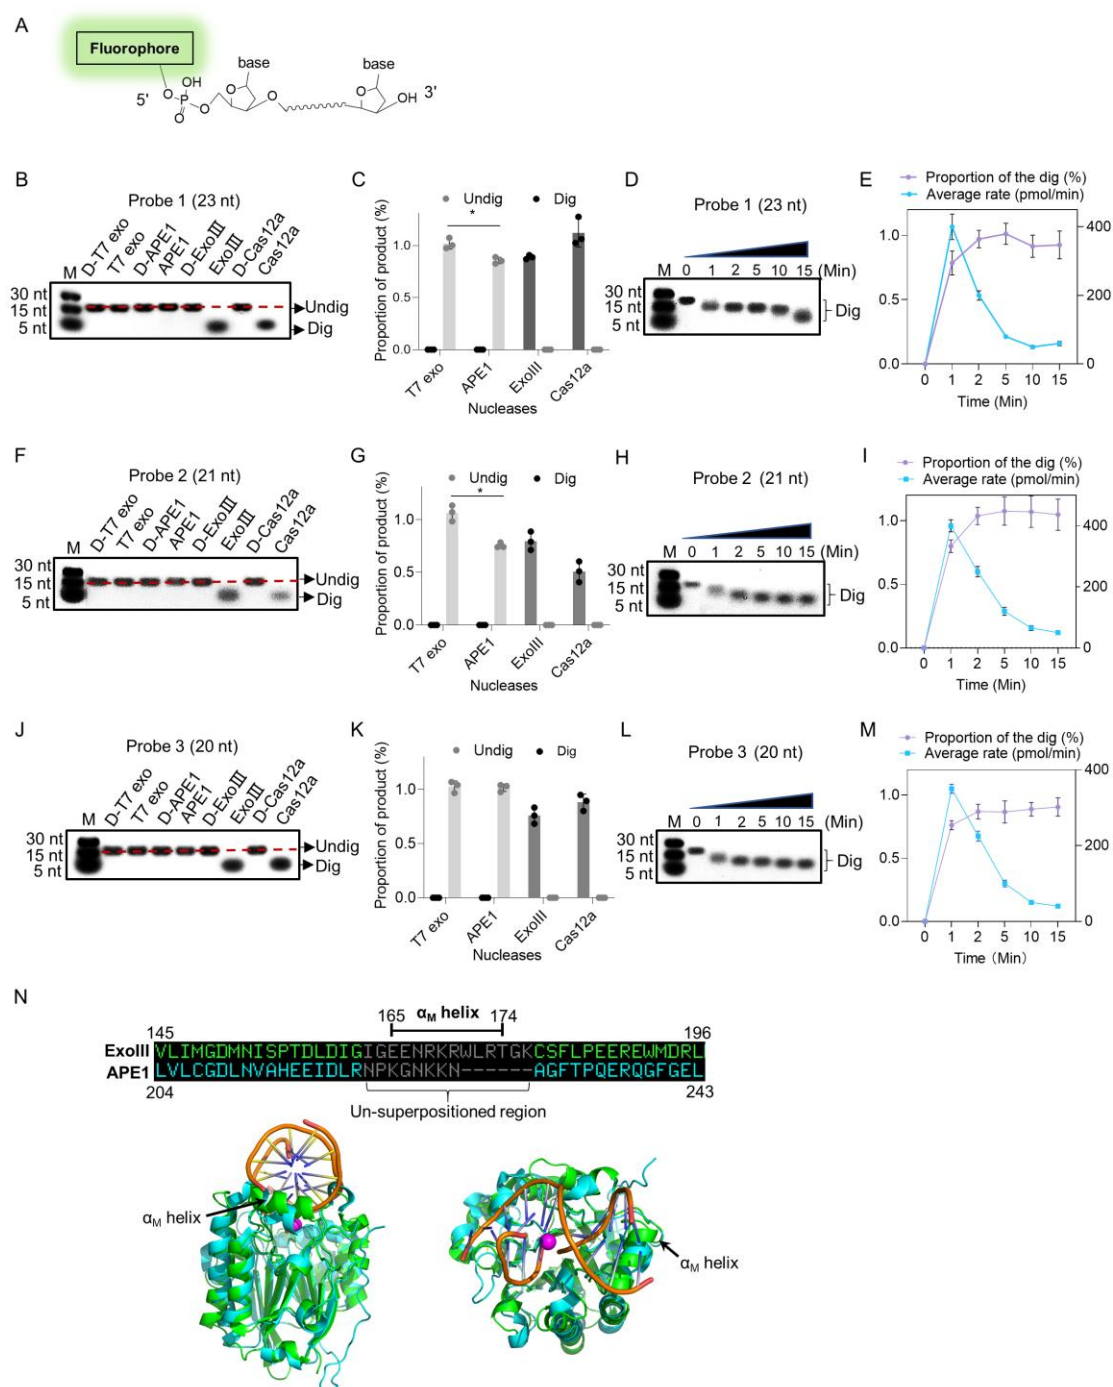 A
Fluorophore
base
base
OH
5'
O
P
O
O
O
O
O
OH
3'
B
Probe 1 (23 nt)
M
D-T7 exo
T7 exo
D-APE1
APE1
D-ExoIII
ExoIII
D-Cas12a
Cas12a
30 nt
15 nt
5 nt
Undig
Dig
C
Undig
Dig
Proportion of product (%)
*
1.0
0.5
0.0
T7 exo
APE1
ExoIII
Cas12a
Nucleases
D
Probe 1 (23 nt)
M 0 1 2 5 10 15 (Min)
30 nt
15 nt
5 nt
Dig
E
Proportion of the dig (%)
Average rate (pmol/min)
1.0
0.5
0.0
400
200
0
0 1 2 5 10 15
Time (Min)
F
Probe 2 (21 nt)
M
D-T7 exo
T7 exo
D-APE1
APE1
D-ExoIII
ExoIII
D-Cas12a
Cas12a
30 nt
15 nt
5 nt
Undig
Dig
G
Undig
Dig
Proportion of product (%)
*
1.0
0.5
0.0
T7 exo
APE1
ExoIII
Cas12a
Nucleases
H
Probe 2 (21 nt)
M 0 1 2 5 10 15 (Min)
30 nt
15 nt
5 nt
Dig
I
Proportion of the dig (%)
Average rate (pmol/min)
1.0
0.5
0.0
400
200
0
0 1 2 5 10 15
Time (Min)
J
Probe 3 (20 nt)
M
D-T7 exo
T7 exo
D-APE1
APE1
D-ExoIII
ExoIII
D-Cas12a
Cas12a
30 nt
15 nt
5 nt
Undig
Dig
K
Undig
Dig
Proportion of product (%)
1.0
0.5
0.0
T7 exo
APE1
ExoIII
Cas12a
Nucleases
L
Probe 3 (20 nt)
M 0 1 2 5 10 15 (Min)
30 nt
15 nt
5 nt
Dig
M
Proportion of the dig (%)
Average rate (pmol/min)
1.0
0.5
0.0
400
200
0
0 1 2 5 10 15
Time (Min)
N
α_M helix
145 165 174 196
ExoIII VLIMGDMNISPTDLDIGIGEENRKRWLRTGKCSFLPEEREWMDRL
APE1 LVLCGDLNVAHEEIDLRNPKGNKKN------AGFTPQERQGFGEL
204 243
Un-superpositioned region
α_M helix
α_M helix